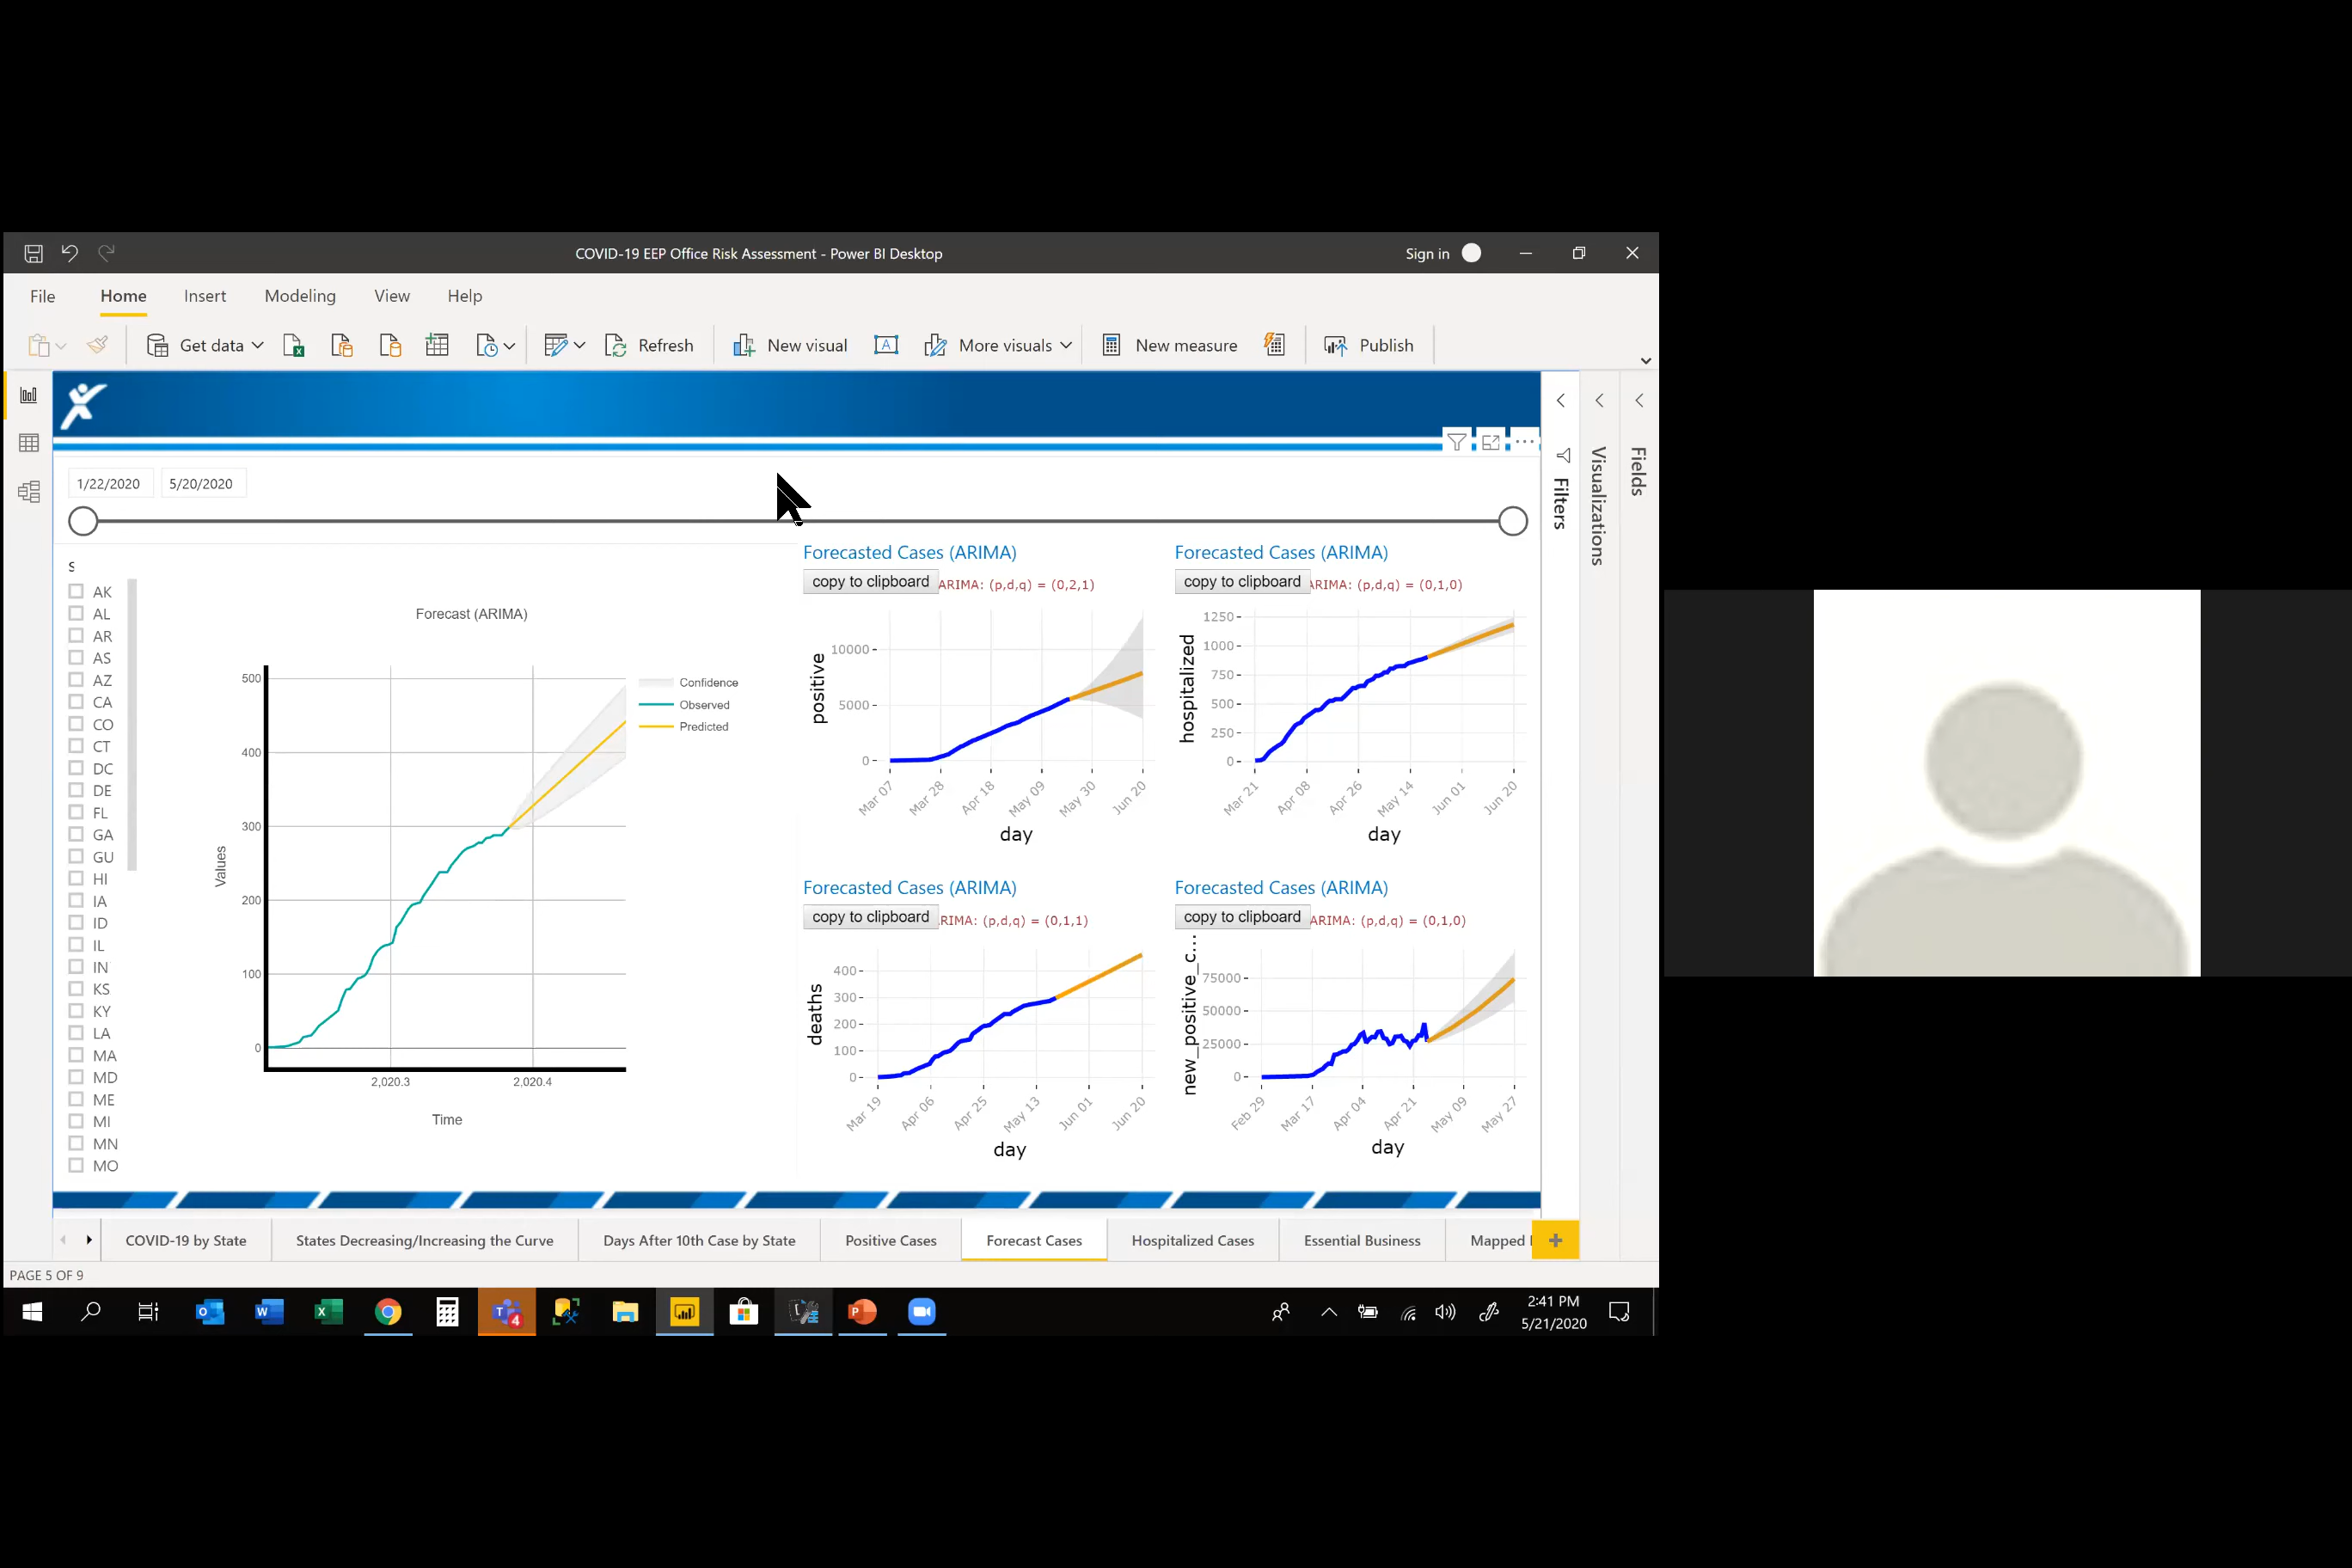 COVID-19 EEP Office Risk Assessment - Power BI Desktop
Sign in
File Home Insert Modeling View Help
Get data Refresh New visual A More visuals New measure Publish
1/22/2020 5/20/2020
Filters
Visualizations
Fields
S
AK
AL
AR
AS
AZ
CA
CO
CT
DC
DE
FL
GA
GU
HI
IA
ID
IL
IN
KS
KY
LA
MA
MD
ME
MI
MN
MO
Forecast (ARIMA)
Values
500
400
300
200
100
0
2,020.3 2,020.4
Time
Confidence
Observed
Predicted
Forecasted Cases (ARIMA)
copy to clipboard ARIMA: (p,d,q) = (0,2,1)
positive
10000
5000
0
Mar 07 Mar 28 Apr 18 May 09 May 30 Jun 20
day
Forecasted Cases (ARIMA)
copy to clipboard ARIMA: (p,d,q) = (0,1,0)
hospitalized
1250
1000
750
500
250
0
Mar 21 Apr 08 Apr 26 May 14 Jun 01 Jun 20
day
Forecasted Cases (ARIMA)
copy to clipboard RIMA: (p,d,q) = (0,1,1)
deaths
400
300
200
100
0
Mar 19 Apr 06 Apr 25 May 13 Jun 01 Jun 20
day
Forecasted Cases (ARIMA)
copy to clipboard ARIMA: (p,d,q) = (0,1,0)
new_positive_c...
75000
50000
25000
0
Feb 29 Mar 17 Apr 04 Apr 21 May 09 May 27
day
COVID-19 by State States Decreasing/Increasing the Curve Days After 10th Case by State Positive Cases Forecast Cases Hospitalized Cases Essential Business Mapped
PAGE 5 OF 9
2:41 PM
5/21/2020